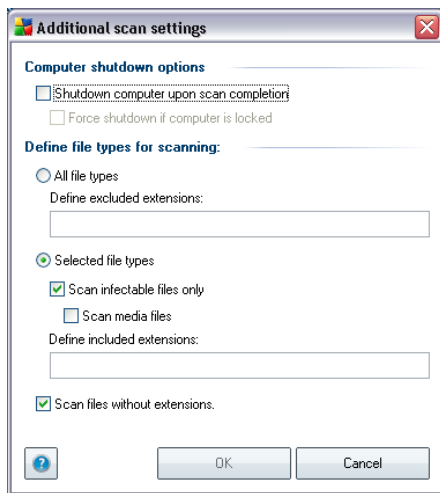 Additional scan settings
Computer shutdown options
Shutdown computer upon scan completion
Force shutdown if computer is locked
Define file types for scanning:
All file types
Define excluded extensions:
Selected file types
Scan infectable files only
Scan media files
Define included extensions:
Scan files without extensions.
?
OK
Cancel